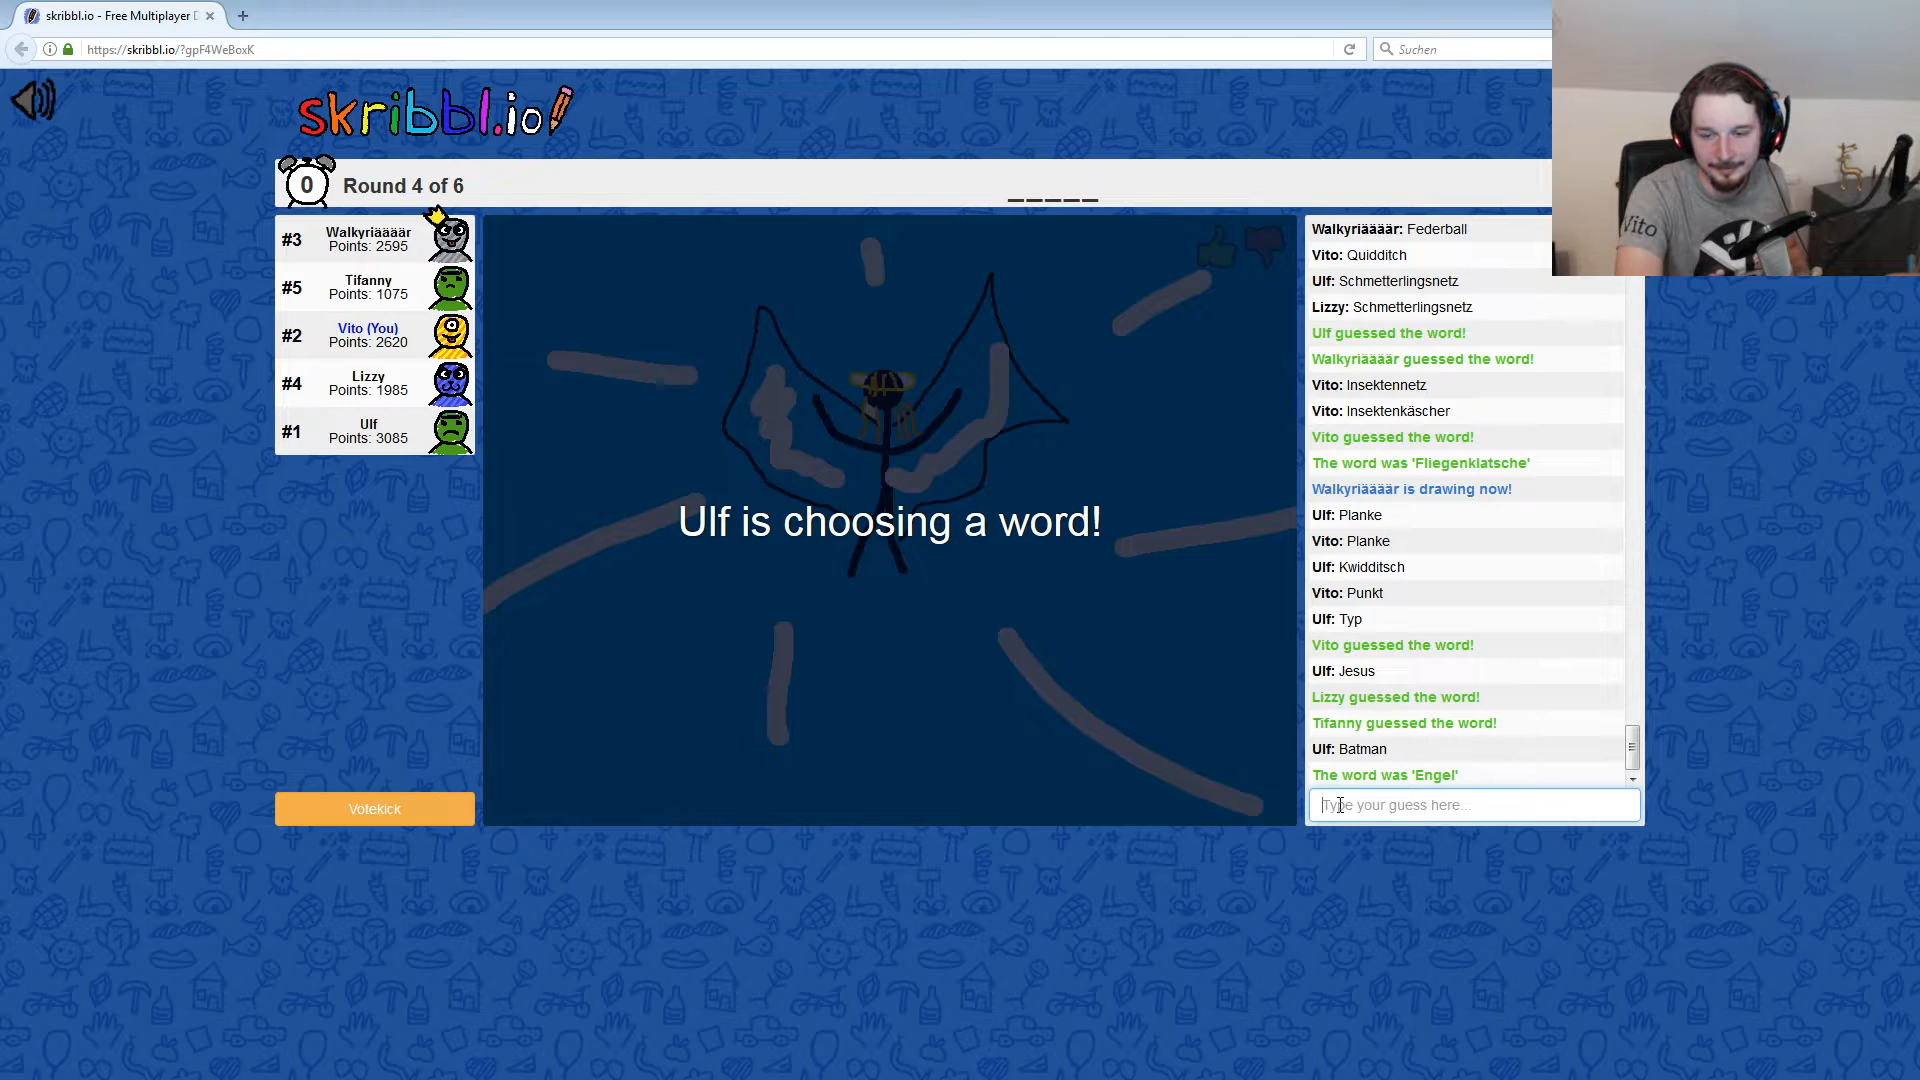 skribbl.io - Free Multiplayer D
https://skribbl.io/?gpF4WeBoxK
Suchen
skribbl.io
0
Round 4 of 6
_ _ _ _ _
#3
Walkyriäääär
Points: 2595
#5
Tifanny
Points: 1075
#2
Vito (You)
Points: 2620
#4
Lizzy
Points: 1985
#1
Ulf
Points: 3085
Votekick
Ulf is choosing a word!
Walkyriäääär: Federball
Vito: Quidditch
Ulf: Schmetterlingsnetz
Lizzy: Schmetterlingsnetz
Ulf guessed the word!
Walkyriäääär guessed the word!
Vito: Insektennetz
Vito: Insektenkäscher
Vito guessed the word!
The word was 'Fliegenklatsche'
Walkyriäääär is drawing now!
Ulf: Planke
Vito: Planke
Ulf: Kwidditsch
Vito: Punkt
Ulf: Typ
Vito guessed the word!
Ulf: Jesus
Lizzy guessed the word!
Tifanny guessed the word!
Ulf: Batman
The word was 'Engel'
Type your guess here...
Vito